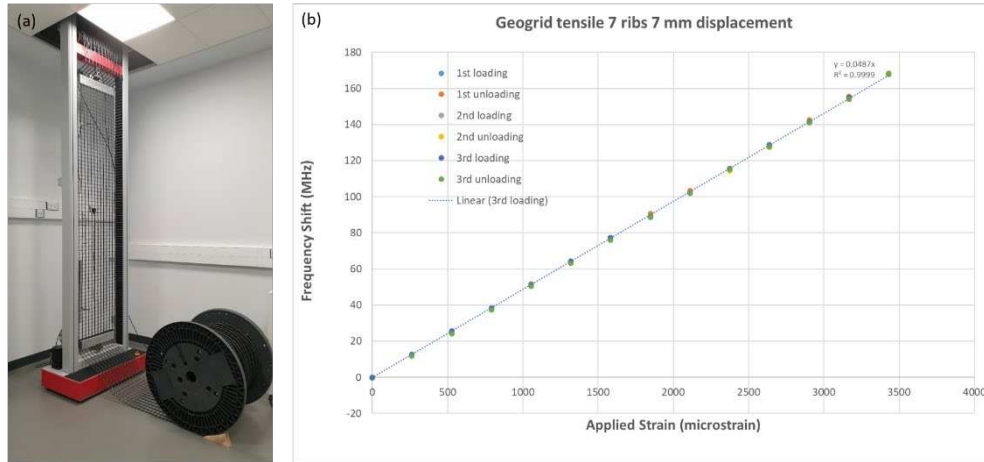 (a)
(b)
Geogrid tensile 7 ribs 7 mm displacement
180
160
140
120
100
80
60
40
20
0
-20
Frequency Shift (MHz)
1st loading
1st unloading
2nd loading
2nd unloading
3rd loading
3rd unloading
Linear (3rd loading)
y = 0.0487x
R² = 0.9999
0 500 1000 1500 2000 2500 3000 3500 4000
Applied Strain (microstrain)